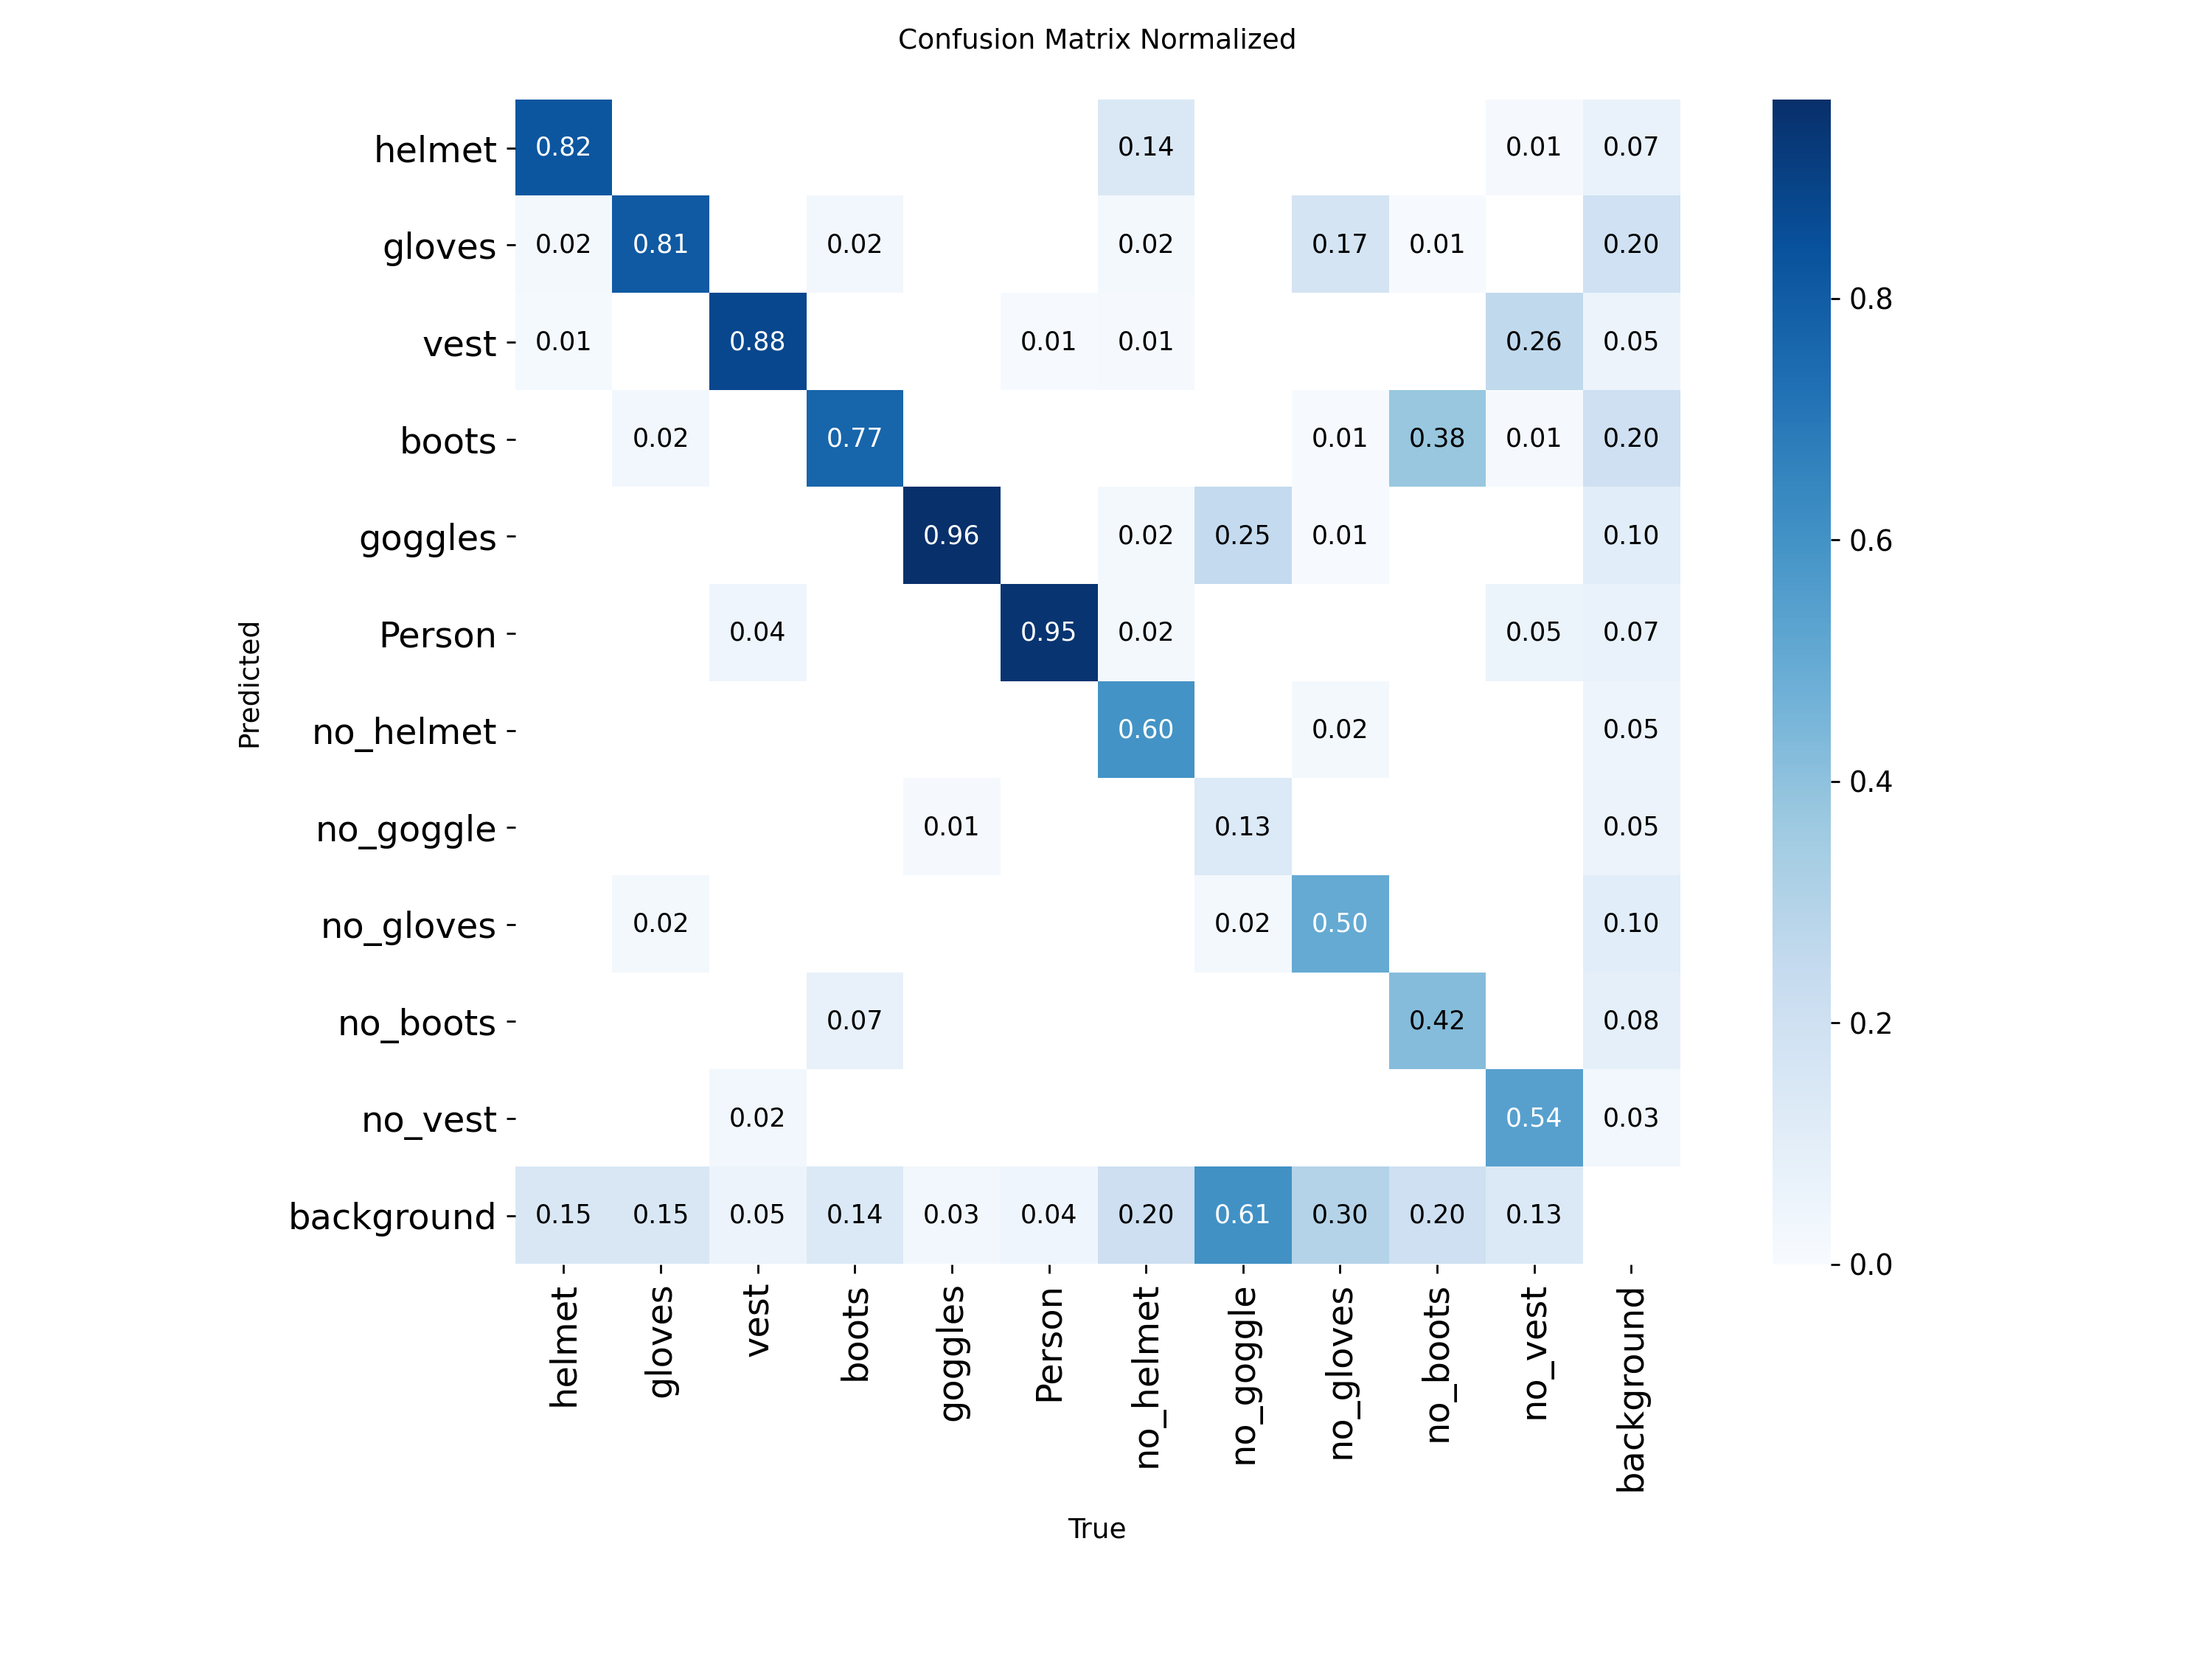 Confusion Matrix Normalized
helmet 0.82 0.14 0.01 0.07
gloves 0.02 0.81 0.02 0.02 0.17 0.01 0.20
vest 0.01 0.88 0.01 0.01 0.26 0.05
boots 0.02 0.77 0.01 0.38 0.01 0.20
goggles 0.96 0.02 0.25 0.01 0.10
Person 0.04 0.95 0.02 0.05 0.07
no_helmet 0.60 0.02 0.05
no_goggle 0.01 0.13 0.05
no_gloves 0.02 0.02 0.50 0.10
no_boots 0.07 0.42 0.08
no_vest 0.02 0.54 0.03
background 0.15 0.15 0.05 0.14 0.03 0.04 0.20 0.61 0.30 0.20 0.13
Predicted
helmet
gloves
vest
boots
goggles
Person
no_helmet
no_goggle
no_gloves
no_boots
no_vest
background
True
0.8
0.6
0.4
0.2
0.0